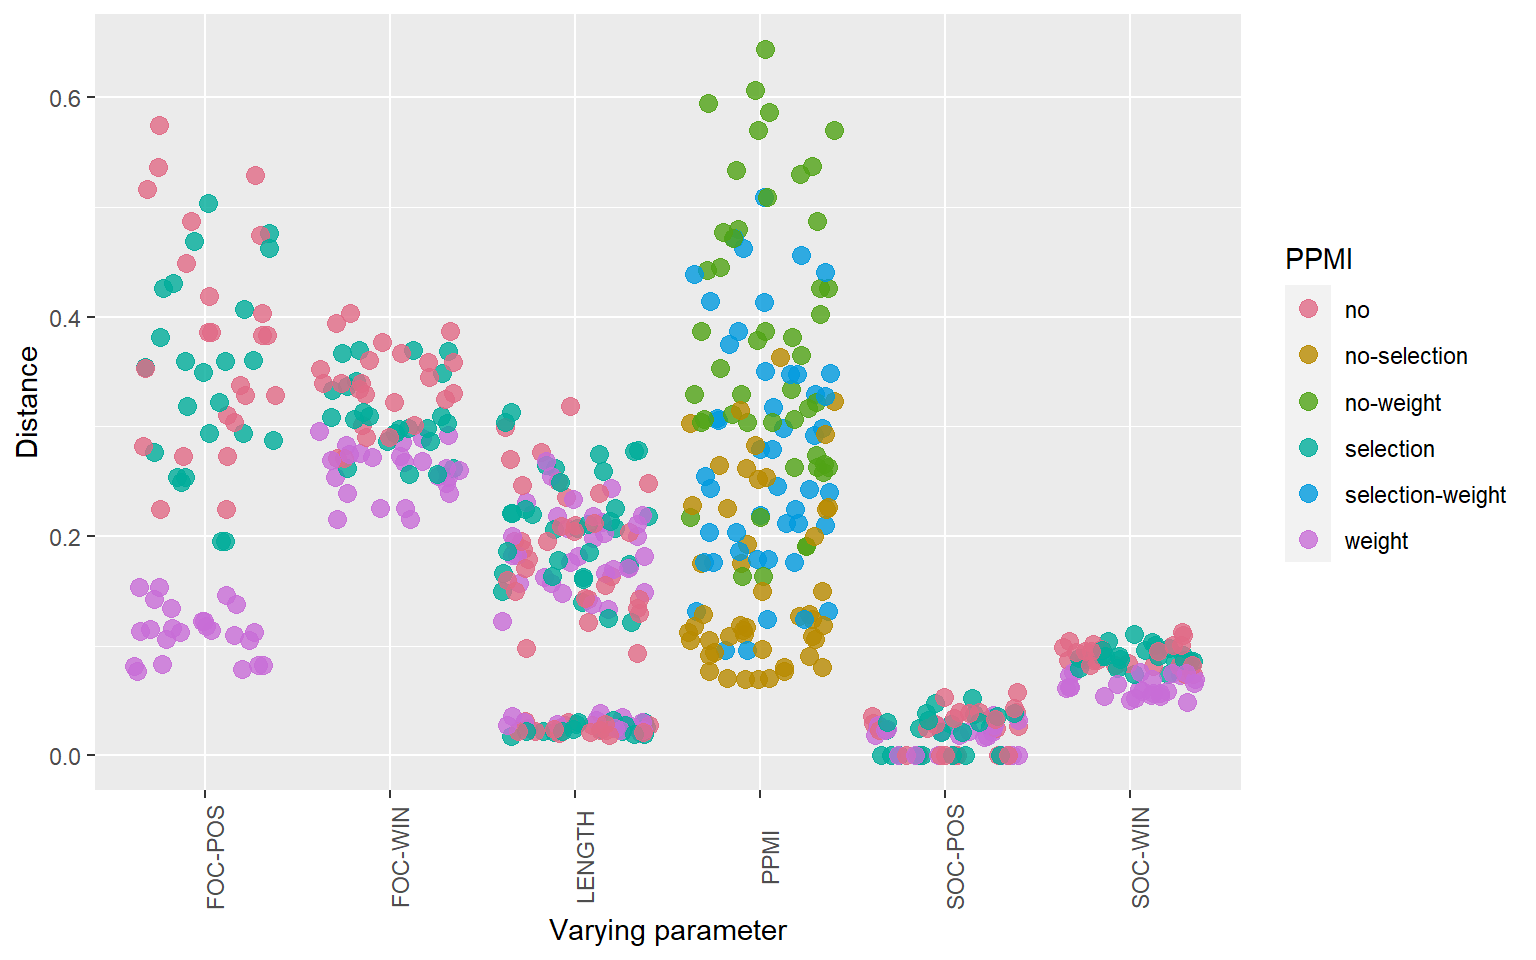 Distance
0.6
0.4
0.2
0.0
FOC-POS
FOC-WIN
LENGTH
PPMI
SOC-POS
SOC-WIN
Varying parameter
PPMI
no
no-selection
no-weight
selection
selection-weight
weight